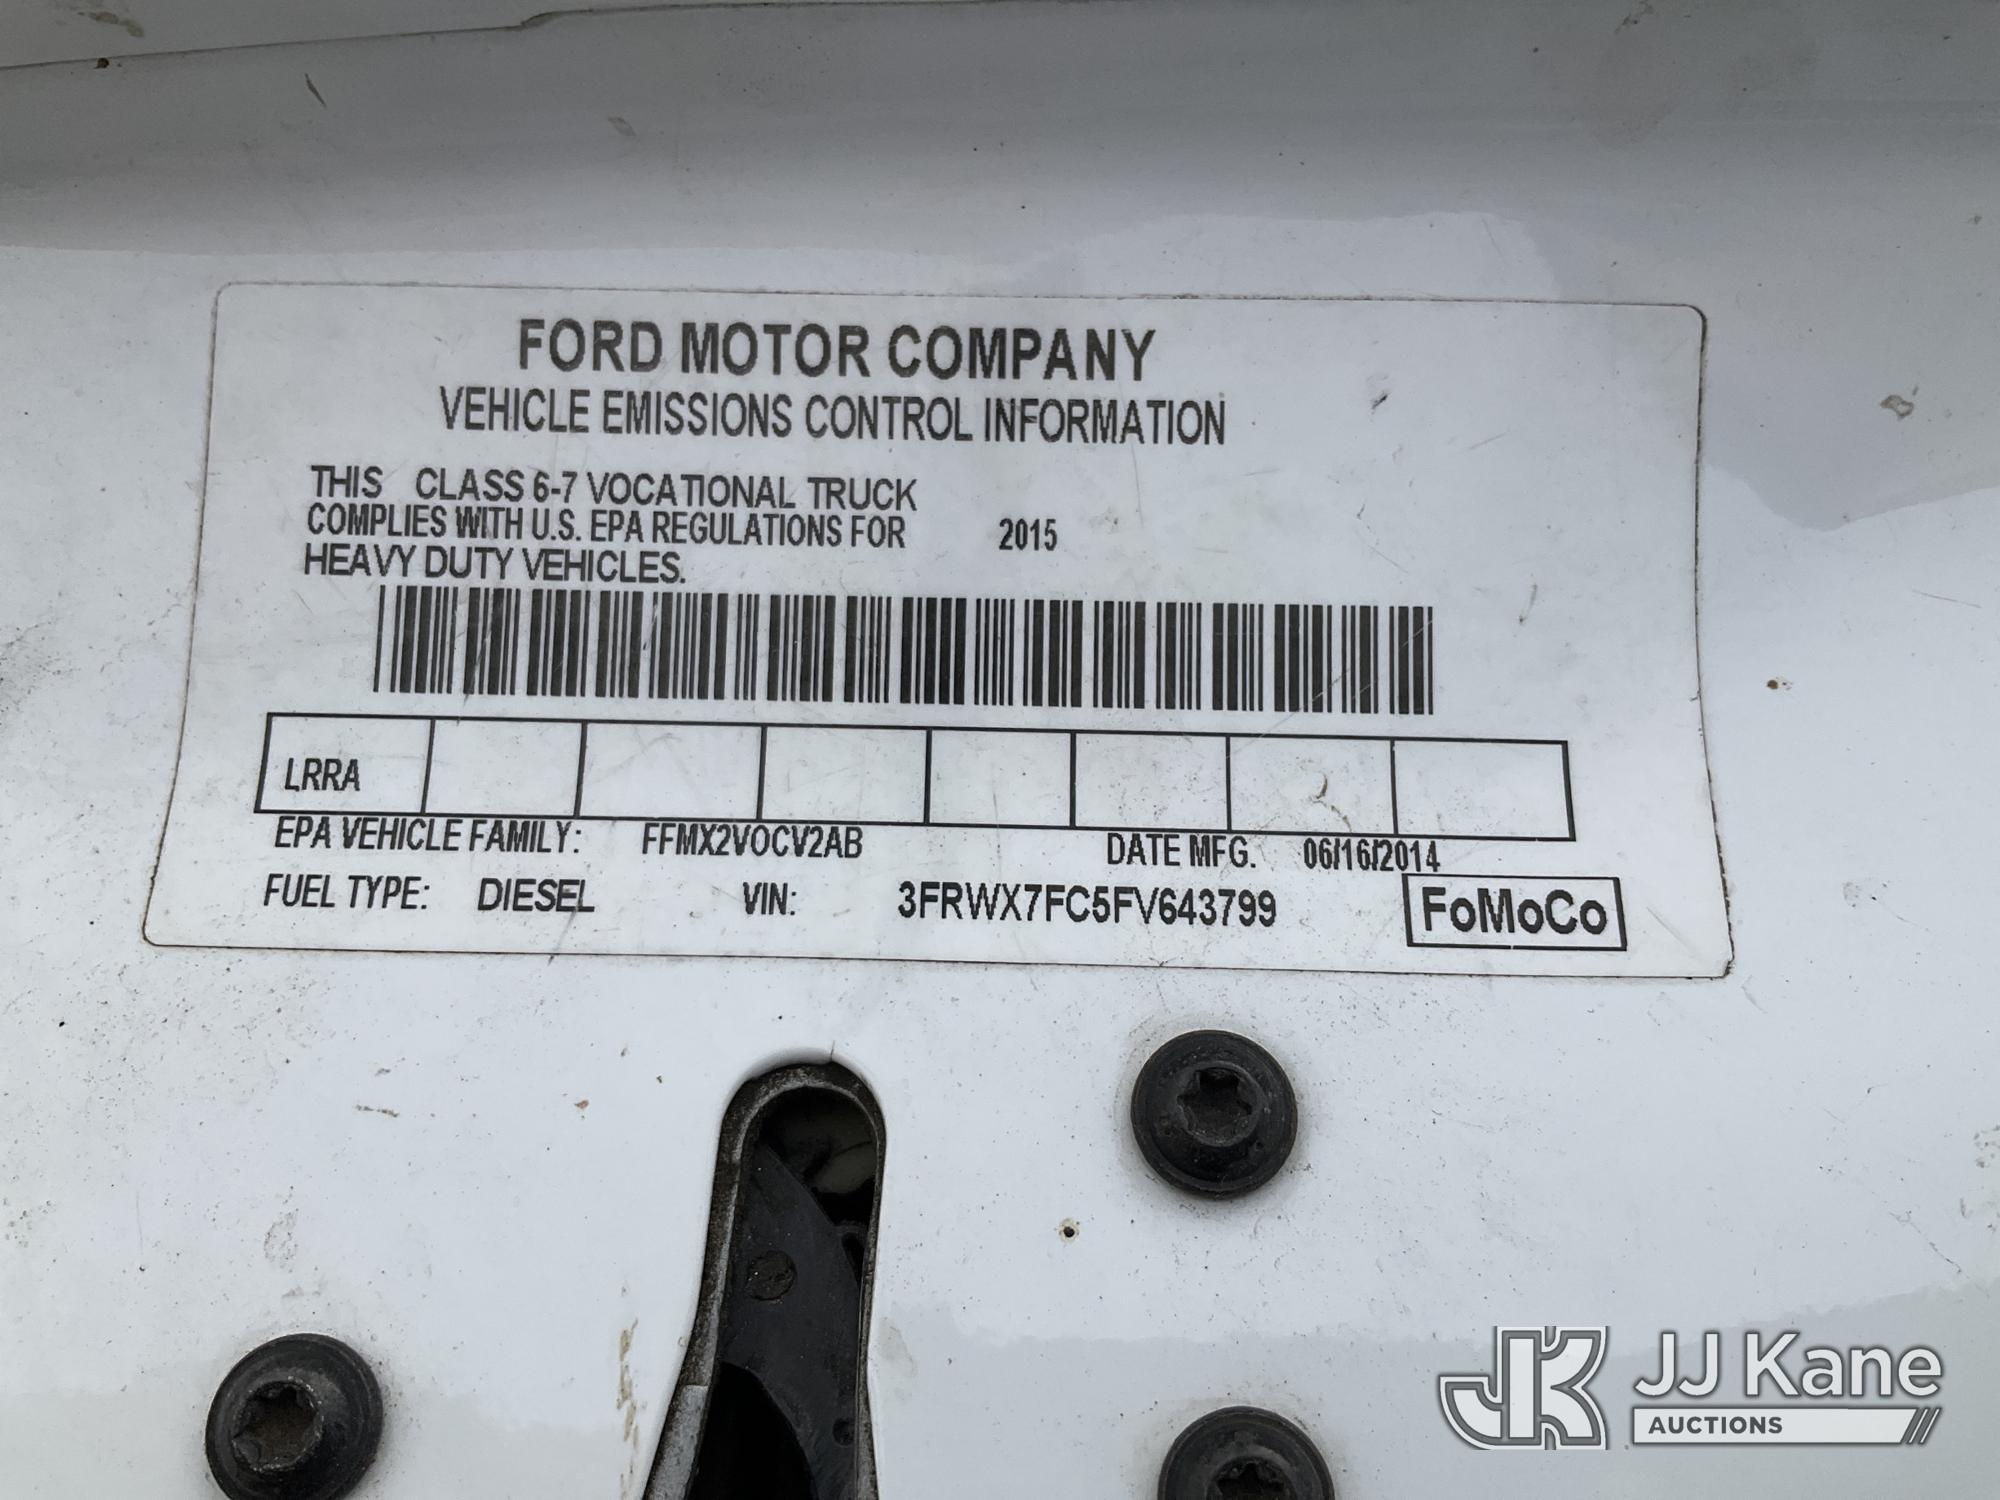 FORD MOTOR COMPANY
VEHICLE EMISSIONS CONTROL INFORMATION
THIS CLASS 6-7 VOCATIONAL TRUCK
COMPLIES WITH U.S. EPA REGULATIONS FOR 2015
HEAVY DUTY VEHICLES.
LRRA
EPA VEHICLE FAMILY: FFMX2VOCV2AB DATE MFG. 06/16/2014
FUEL TYPE: DIESEL VIN: 3FRWX7FC5FV643799 FoMoCo
JK JJ Kane
AUCTIONS